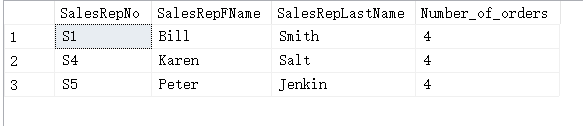 SalesRepNo SalesRepFName SalesRepLastName Number_of_orders
1 S1 Bill Smith 4
2 S4 Karen Salt 4
3 S5 Peter Jenkin 4